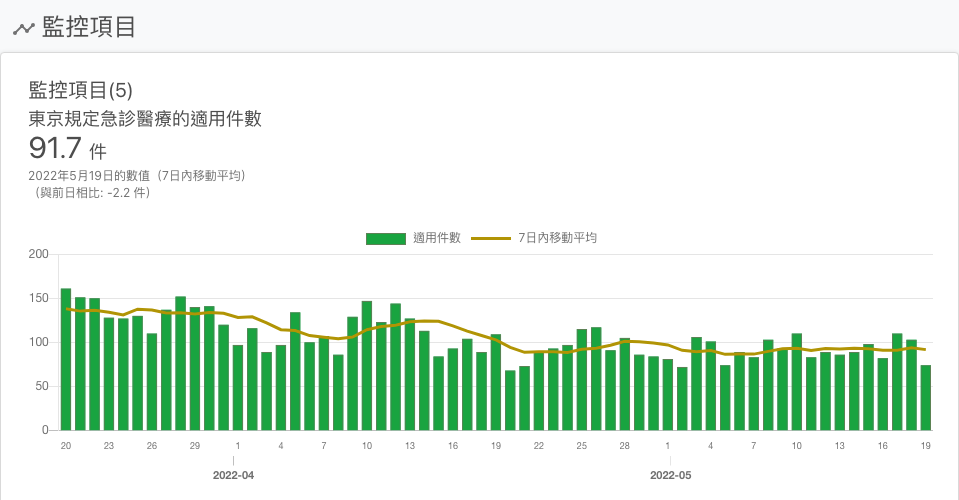 監控項目
監控項目(5)
東京規定急診醫療的適用件數
91.7 件
2022年5月19日的數值（7日內移動平均）
（與前日相比: -2.2 件）
適用件數 7日內移動平均
200
150
100
50
0
20 23 26 29 1 4 7 10 13 16 19 22 25 28 1 4 7 10 13 16 19
2022-04 2022-05